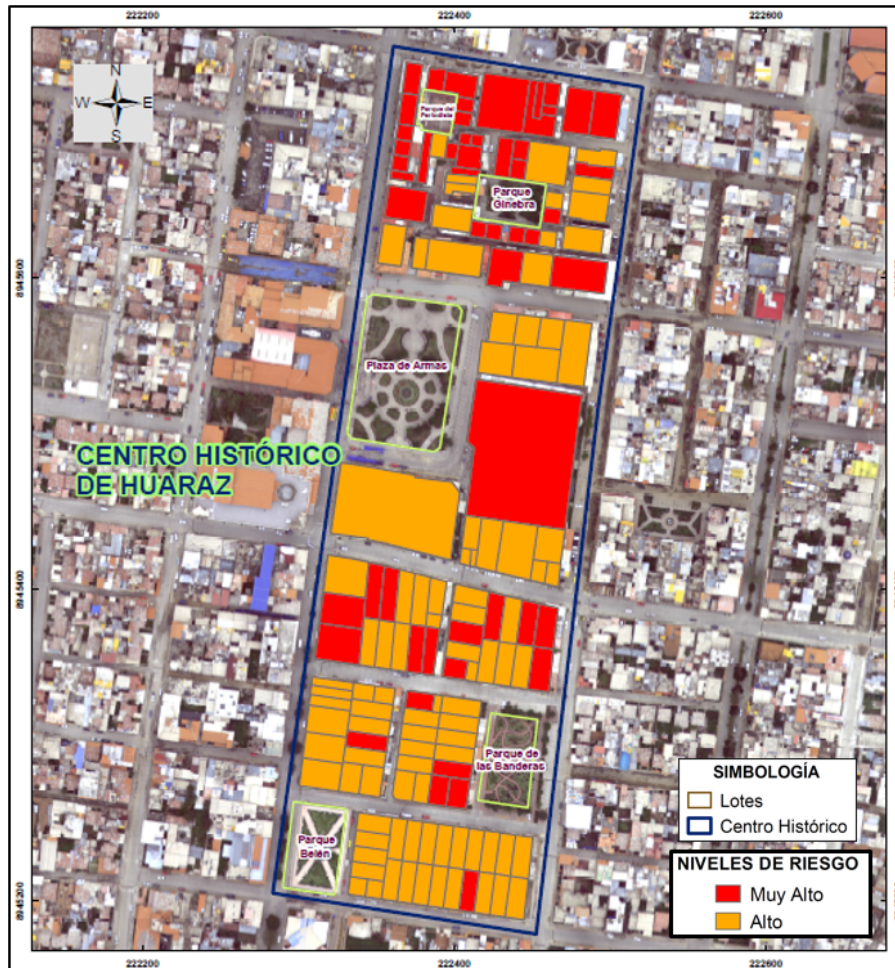 222200
222400
222600
N
W
E
S
Parque del
Periodista
Parque
Ginebra
8945600
Plaza de Armas
CENTRO HISTÓRICO
DE HUARAZ
8945400
Parque de
las Banderas
SIMBOLOGÍA
Lotes
Centro Histórico
Parque
Belén
NIVELES DE RIESGO
Muy Alto
Alto
8945200
222200
222400
222600